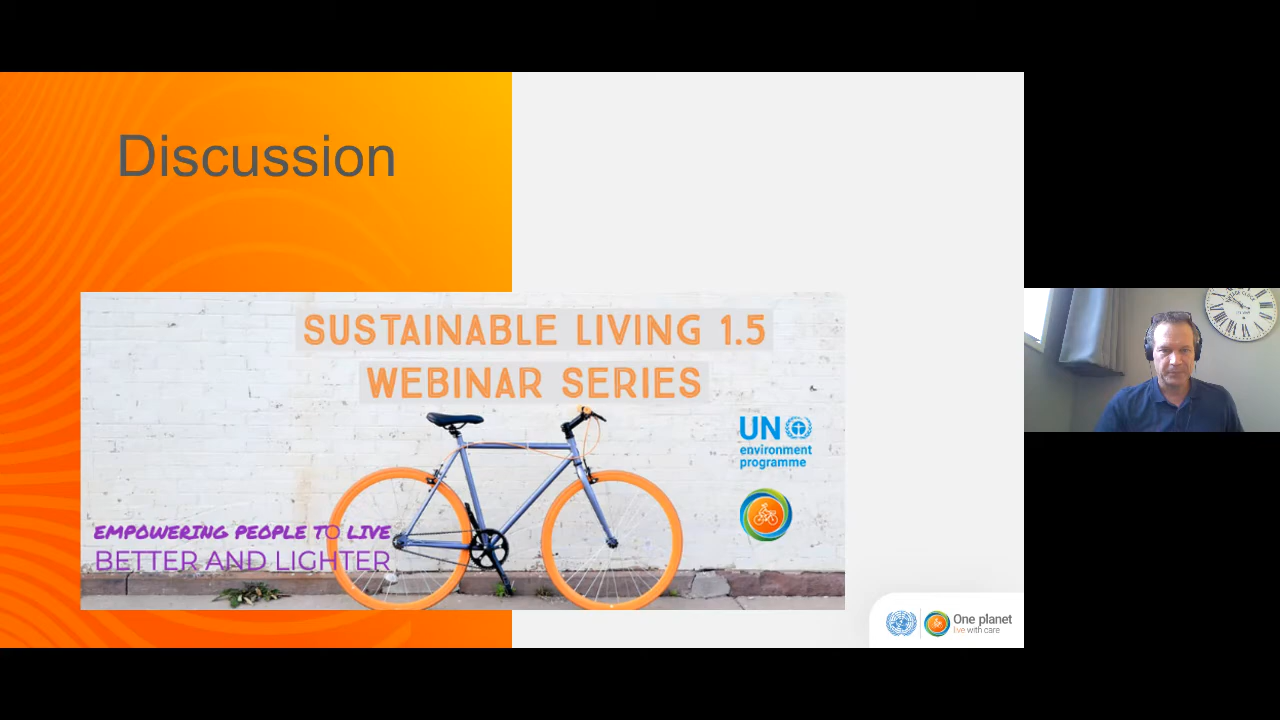 Discussion
SUSTAINABLE LIVING 1.5
WEBINAR SERIES
UN
environment
programme
EMPOWERING PEOPLE TO LIVE
BETTER AND LIGHTER
One planet
live with care